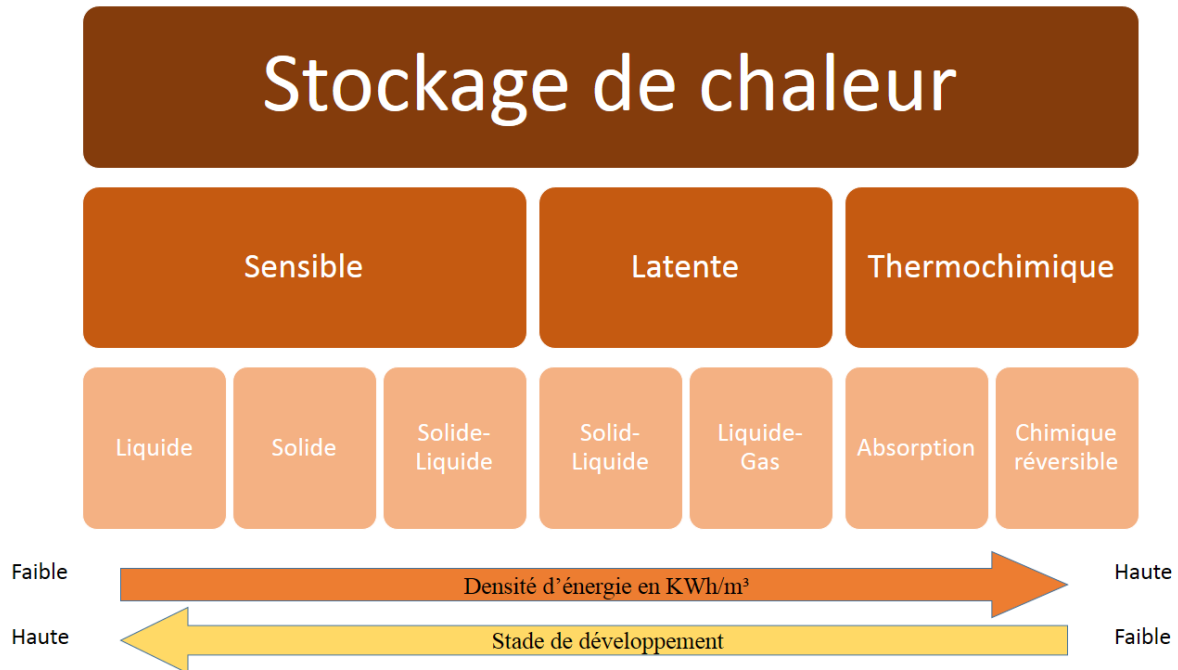 Stockage de chaleur
Sensible
Latente
Thermochimique
Liquide
Solide
Solide-
Liquide
Solid-
Liquide
Liquide-
Gas
Absorption
Chimique
réversible
Faible
Densité d’énergie en KWh/m³
Haute
Haute
Stade de développement
Faible